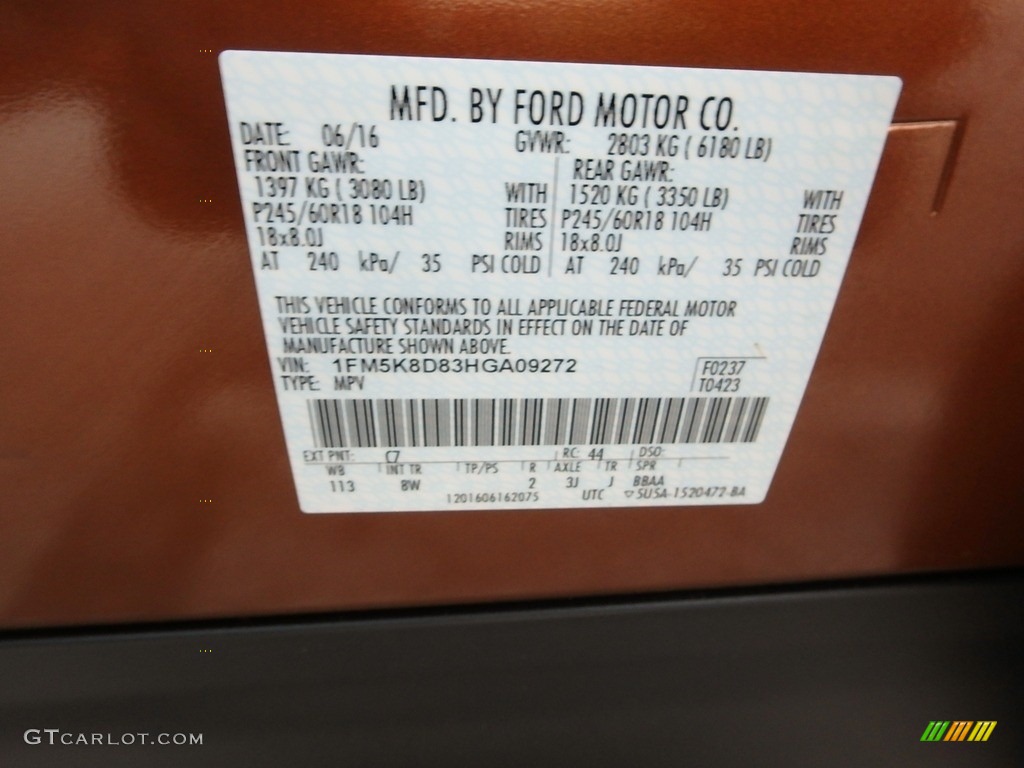 MFD. BY FORD MOTOR CO.
DATE: 06/16 GVWR: 2803 KG ( 6180 LB)
FRONT GAWR: REAR GAWR:
1397 KG ( 3080 LB) WITH 1520 KG ( 3350 LB) WITH
P245/60R18 104H TIRES P245/60R18 104H TIRES
18x8.0J RIMS 18x8.0J RIMS
AT 240 kPa/ 35 PSI COLD AT 240 kPa/ 35 PSI COLD
THIS VEHICLE CONFORMS TO ALL APPLICABLE FEDERAL MOTOR
VEHICLE SAFETY STANDARDS IN EFFECT ON THE DATE OF
MANUFACTURE SHOWN ABOVE.
VIN: 1FM5K8D83HGA09272 F0237
TYPE: MPV T0423
EXT PNT: C7 RC: 44 DSO:
WB INT TR TP/PS R AXLE TR SPR
113 8W 2 3J J BBAA
1201606162075 UTC ▽SU5A-1520472-BA
GTCARLOT.COM